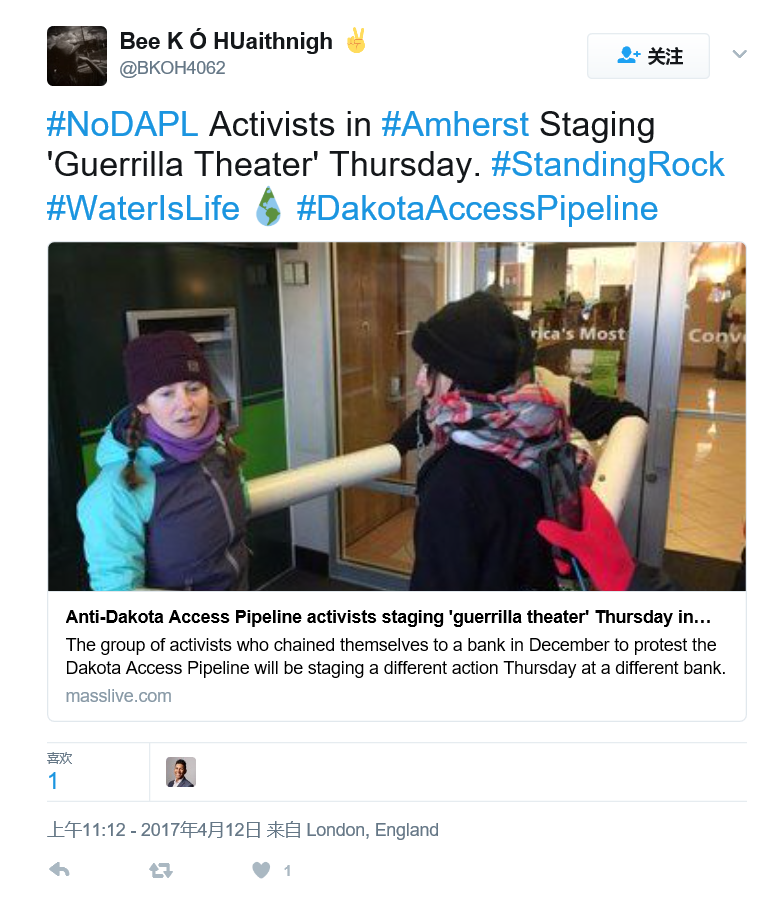 Bee K Ó HUaithnigh ✌
@BKOH4062
关注
#NoDAPL Activists in #Amherst Staging
'Guerrilla Theater' Thursday. #StandingRock
#WaterIsLife #DakotaAccessPipeline
rica's Most
Conv
Anti-Dakota Access Pipeline activists staging 'guerrilla theater' Thursday in…
The group of activists who chained themselves to a bank in December to protest the
Dakota Access Pipeline will be staging a different action Thursday at a different bank.
masslive.com
喜欢
1
上午11:12 - 2017年4月12日 来自 London, England
1